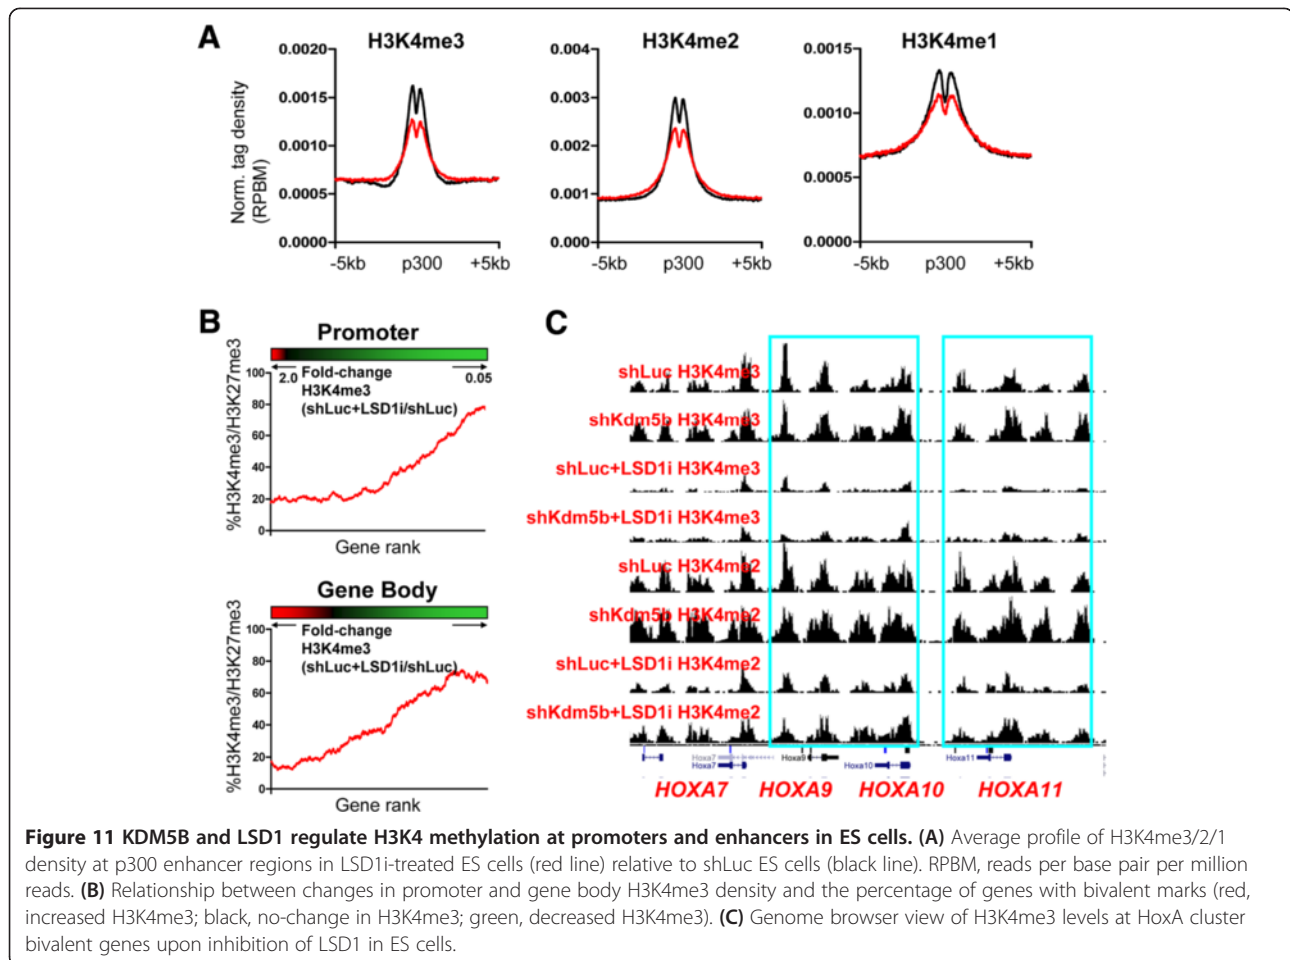 A
H3K4me3
H3K4me2
H3K4me1
Norm. tag density
(RPBM)
0.0020
0.0015
0.0010
0.0005
0.0000
-5kb p300 +5kb
0.004
0.003
0.002
0.001
0.000
-5kb p300 +5kb
0.0015
0.0010
0.0005
0.0000
-5kb p300 +5kb
B
Promoter
%H3K4me3/H3K27me3
100
80
60
40
20
0
2.0 Fold-change 0.05
H3K4me3
(shLuc+LSD1i/shLuc)
Gene rank
Gene Body
%H3K4me3/H3K27me3
100
80
60
40
20
0
Fold-change
H3K4me3
(shLuc+LSD1i/shLuc)
Gene rank
C
shLuc H3K4me3
shKdm5b H3K4me3
shLuc+LSD1i H3K4me3
shKdm5b+LSD1i H3K4me3
shLuc H3K4me2
shKdm5b H3K4me2
shLuc+LSD1i H3K4me2
shKdm5b+LSD1i H3K4me2
Hoxa7
Hoxa7
Hoxa9
Hoxa10
Hoxa11
HOXA7 HOXA9 HOXA10 HOXA11
Figure 11 KDM5B and LSD1 regulate H3K4 methylation at promoters and enhancers in ES cells. (A) Average profile of H3K4me3/2/1
density at p300 enhancer regions in LSD1i-treated ES cells (red line) relative to shLuc ES cells (black line). RPBM, reads per base pair per million
reads. (B) Relationship between changes in promoter and gene body H3K4me3 density and the percentage of genes with bivalent marks (red,
increased H3K4me3; black, no-change in H3K4me3; green, decreased H3K4me3). (C) Genome browser view of H3K4me3 levels at HoxA cluster
bivalent genes upon inhibition of LSD1 in ES cells.